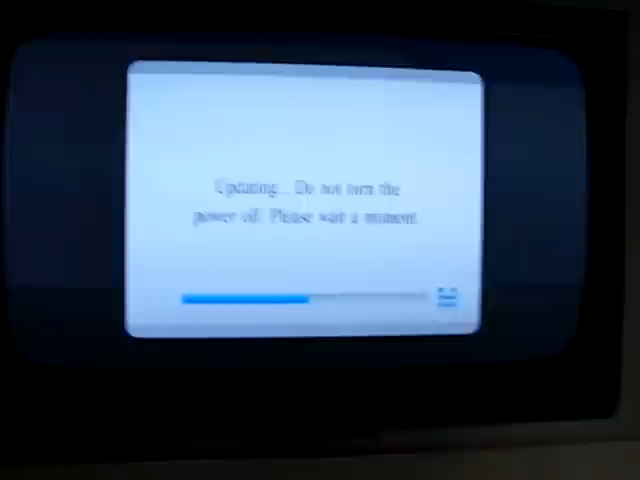 Updating... Do not turn the
power off. Please wait a moment.